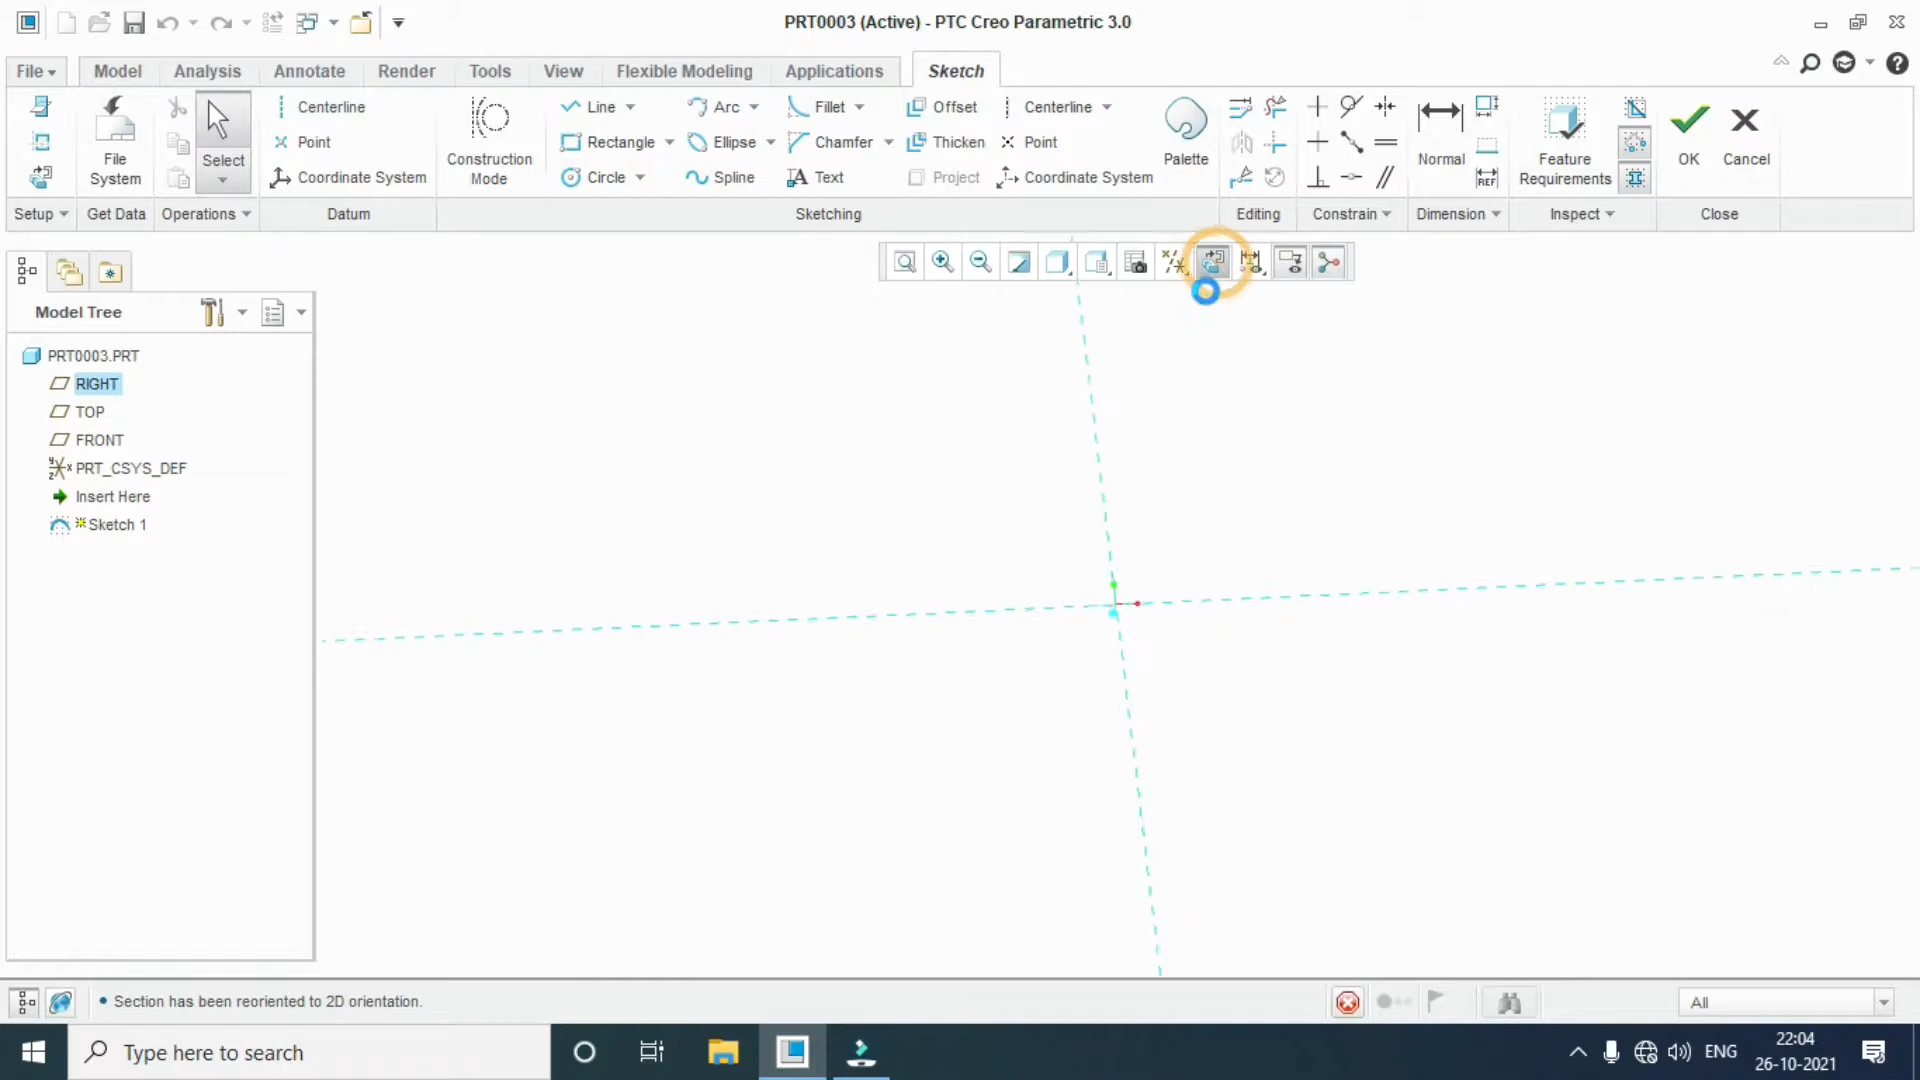 PRT0003 (Active) - PTC Creo Parametric 3.0
File Model Analysis Annotate Render Tools View Flexible Modeling Applications Sketch
File System
Select
Centerline
Point
Coordinate System
Construction Mode
Line
Rectangle
Circle
Arc
Ellipse
Spline
Fillet
Chamfer
Text
Offset
Thicken
Project
Centerline
Point
Coordinate System
Palette
Normal
REF
Feature Requirements
OK
Cancel
Setup Get Data Operations Datum Sketching Editing Constrain Dimension Inspect Close
Model Tree
PRT0003.PRT
RIGHT
TOP
FRONT
PRT_CSYS_DEF
Insert Here
Sketch 1
Section has been reoriented to 2D orientation.
All
Type here to search
ENG
22:04
26-10-2021